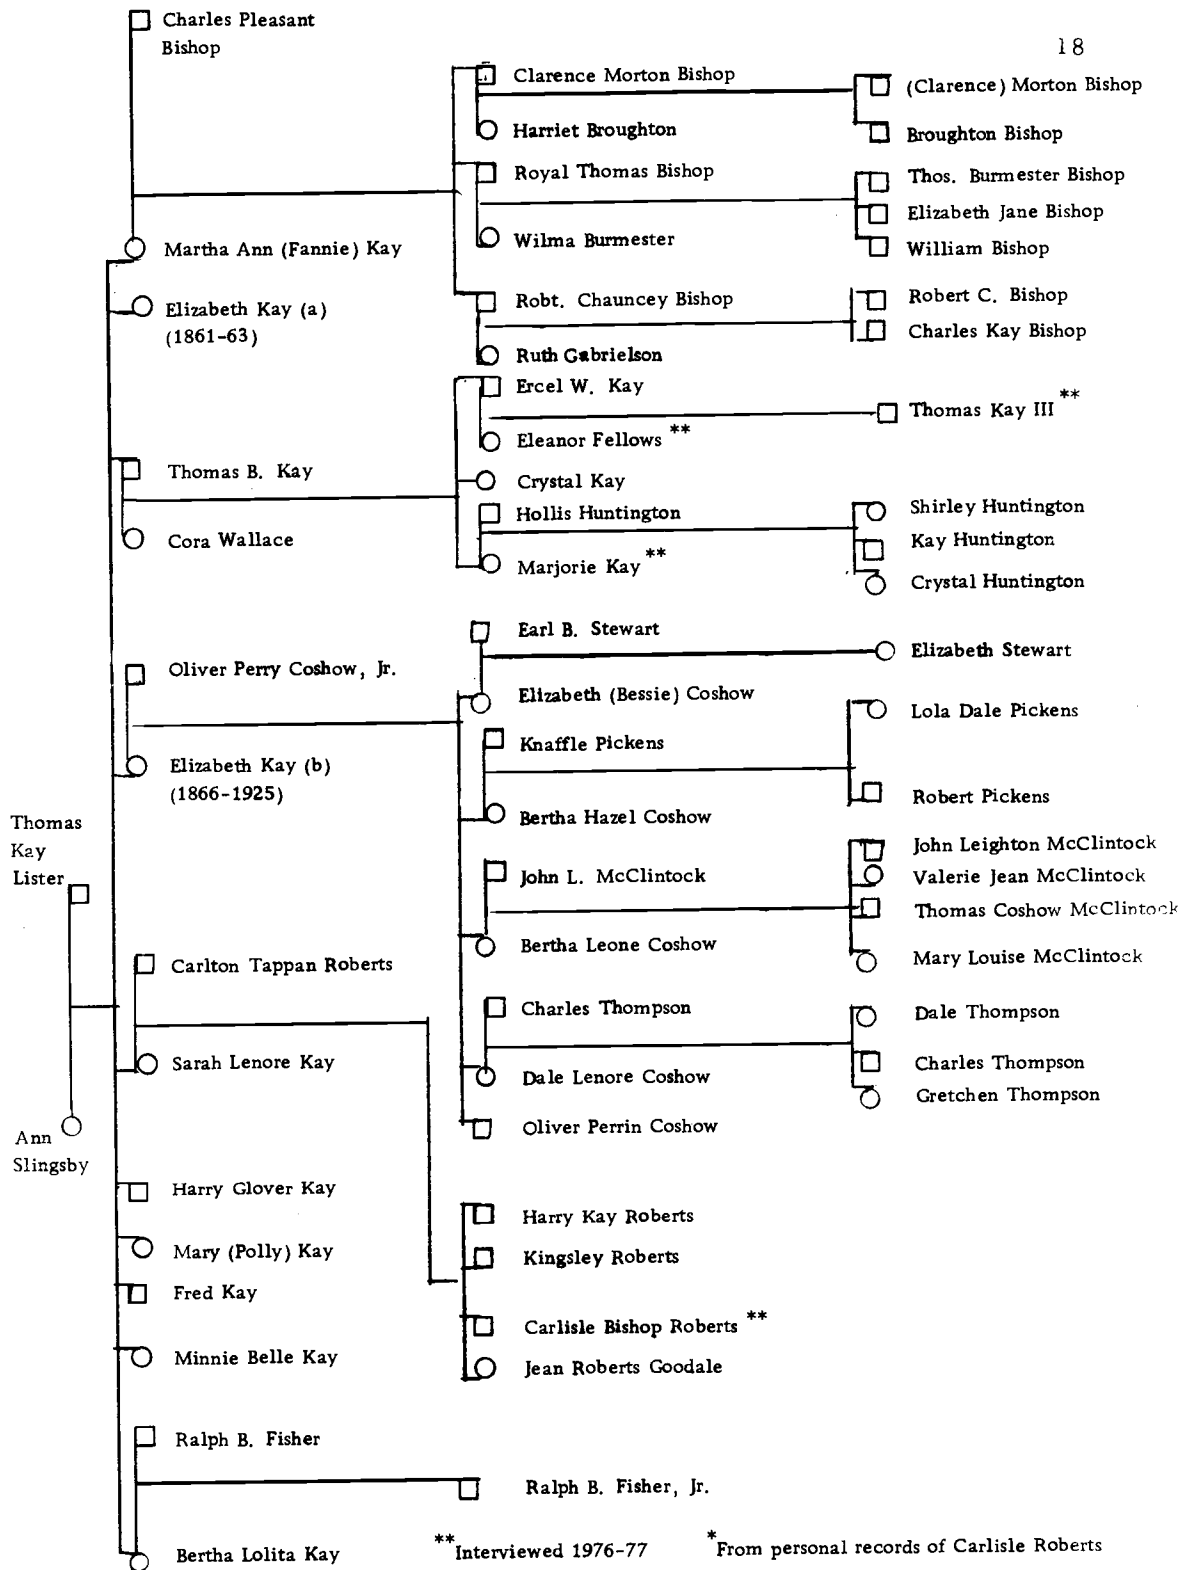 18
Charles Pleasant
Bishop
Martha Ann (Fannie) Kay
Elizabeth Kay (a)
(1861-63)
Thomas B. Kay
Cora Wallace
Oliver Perry Coshow, Jr.
Elizabeth Kay (b)
(1866-1925)
Thomas
Kay
Lister
Ann
Slingsby
Carlton Tappan Roberts
Sarah Lenore Kay
Harry Glover Kay
Mary (Polly) Kay
Fred Kay
Minnie Belle Kay
Ralph B. Fisher
Bertha Lolita Kay
Clarence Morton Bishop
Harriet Broughton
Royal Thomas Bishop
Wilma Burmester
Robt. Chauncey Bishop
Ruth Gabrielson
Ercel W. Kay
Eleanor Fellows **
Crystal Kay
Hollis Huntington
Marjorie Kay **
Earl B. Stewart
Elizabeth (Bessie) Coshow
Knaffle Pickens
Bertha Hazel Coshow
John L. McClintock
Bertha Leone Coshow
Charles Thompson
Dale Lenore Coshow
Oliver Perrin Coshow
Harry Kay Roberts
Kingsley Roberts
Carlisle Bishop Roberts **
Jean Roberts Goodale
Ralph B. Fisher, Jr.
(Clarence) Morton Bishop
Broughton Bishop
Thos. Burmester Bishop
Elizabeth Jane Bishop
William Bishop
Robert C. Bishop
Charles Kay Bishop
Thomas Kay III **
Shirley Huntington
Kay Huntington
Crystal Huntington
Elizabeth Stewart
Lola Dale Pickens
Robert Pickens
John Leighton McClintock
Valerie Jean McClintock
Thomas Coshow McClintock
Mary Louise McClintock
Dale Thompson
Charles Thompson
Gretchen Thompson
**Interviewed 1976-77
*From personal records of Carlisle Roberts